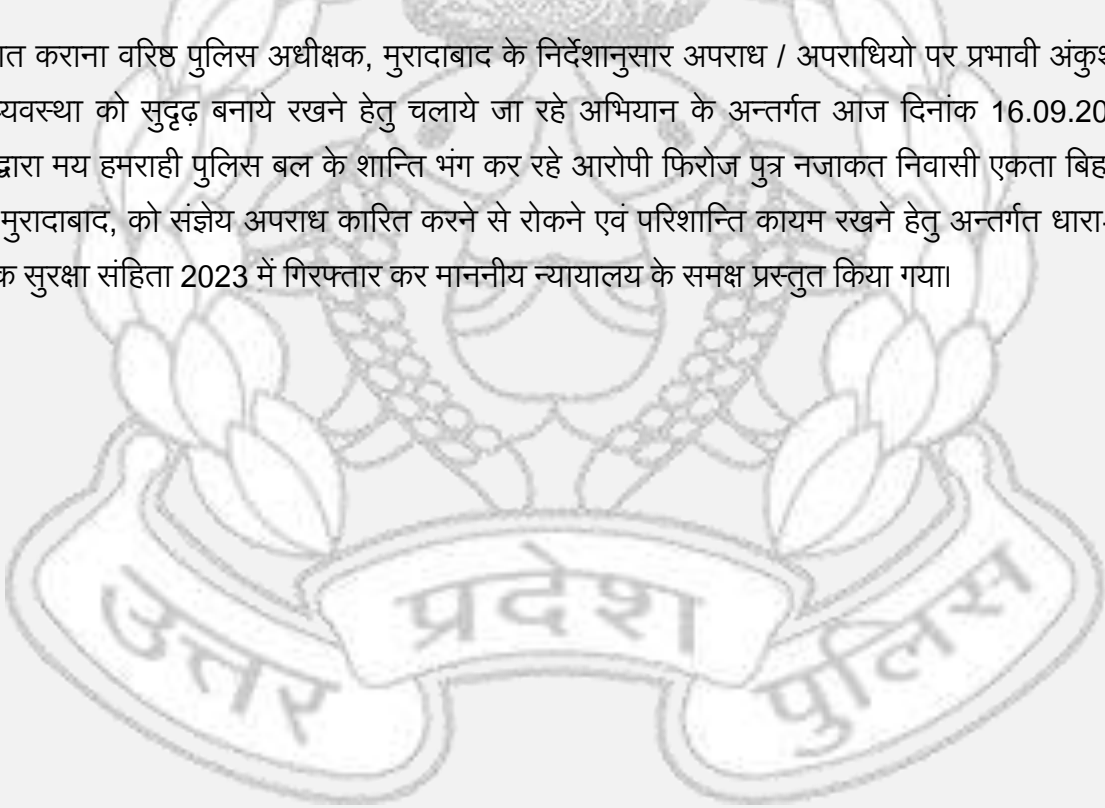 कराना वरिष्ठ पुलिस अधीक्षक, मुरादाबाद के निर्देशानुसार अपराध / अपराधियो पर प्रभावी
को सुदृढ़ बनाये रखने हेतु चलाये जा रहे अभियान के अन्तर्गत आज दिनांक 16.09.20
द्वारा मय हमराही पुलिस बल के शान्ति भंग कर रहे आरोपी फिरोज पुत्र नजाकत निवासी एकता
मुरादाबाद, को संज्ञेय अपराध कारित करने से रोकने एवं परिशान्ति कायम रखने हेतु अन्तर्गत धारा
सुरक्षा संहिता 2023 में गिरफ्तार कर माननीय न्यायालय के समक्ष प्रस्तुत किया गया।
उत्तर प्रदेश पुलिस